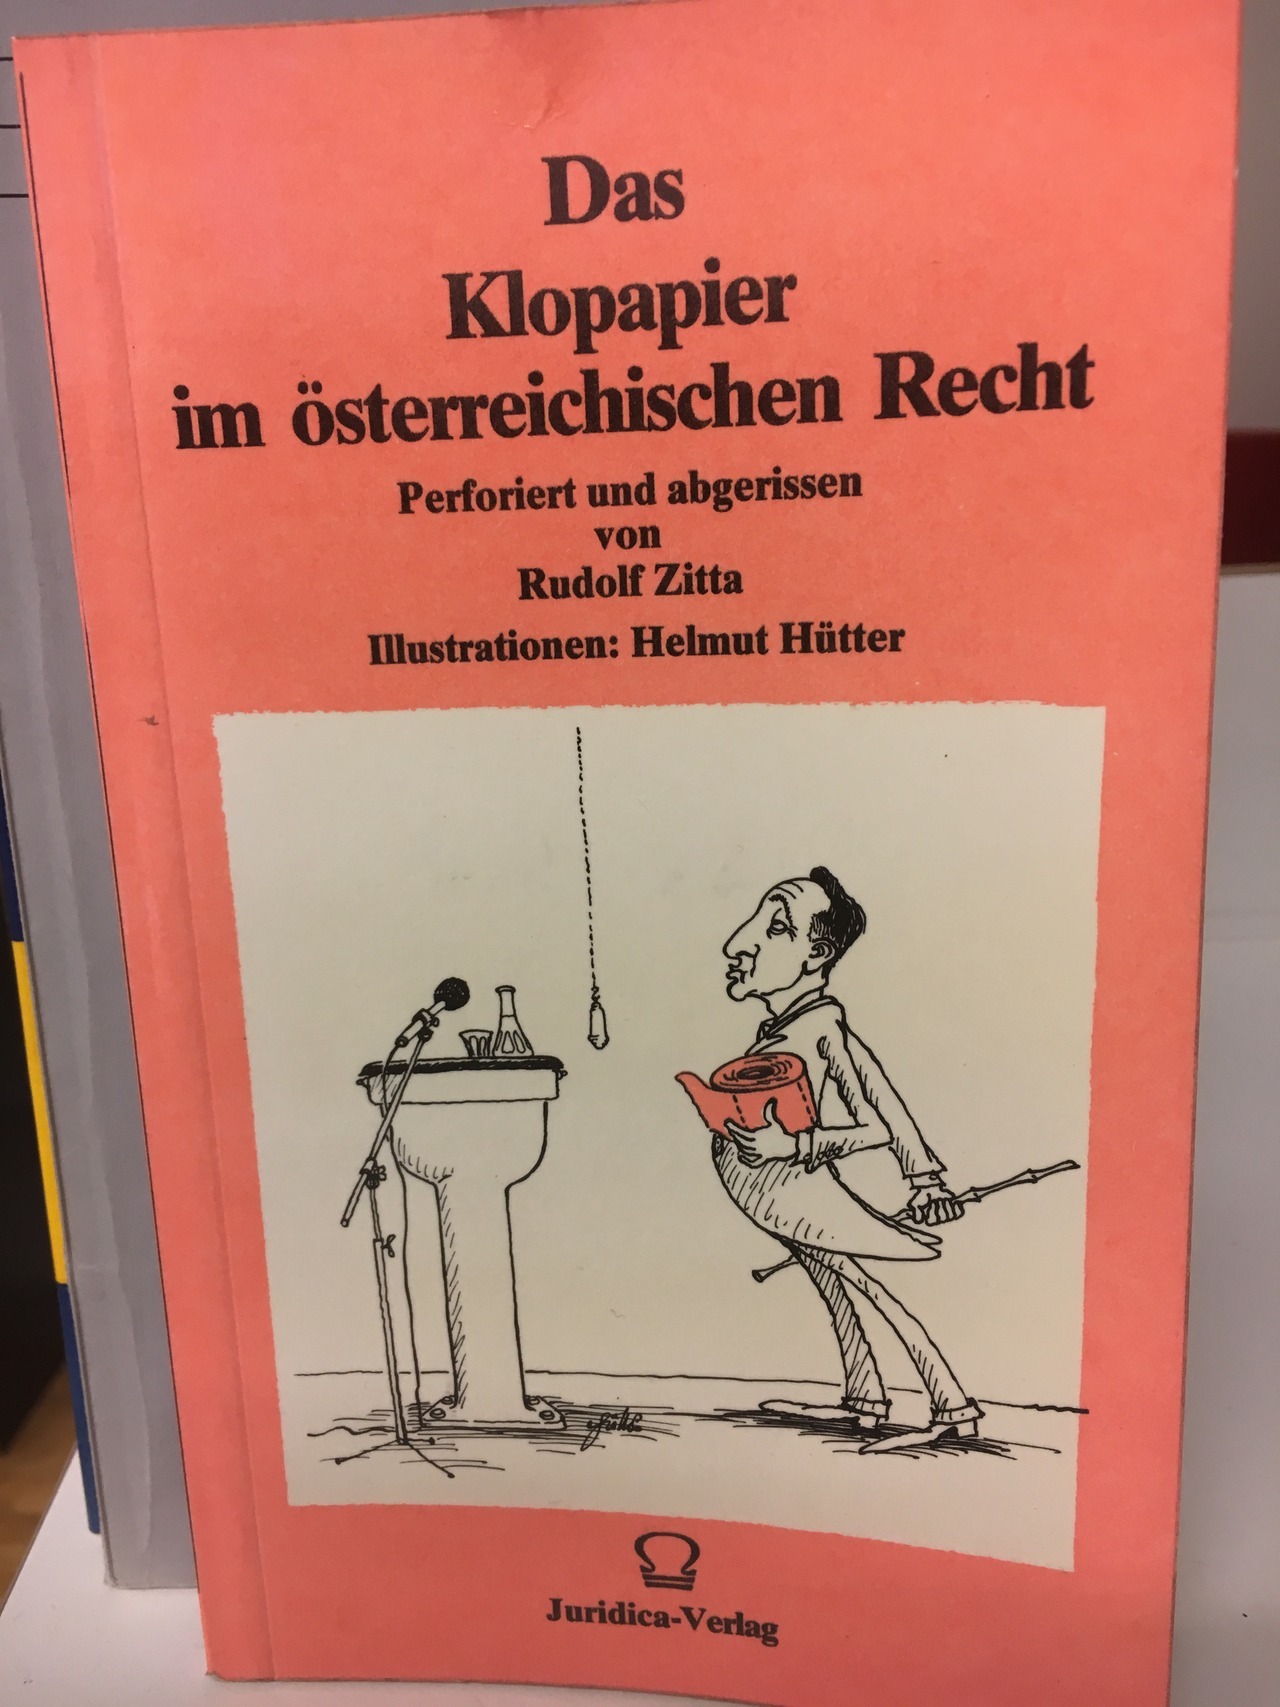 Das
Klopapier
im österreichischen Recht
Perforiert und abgerissen
von
Rudolf Zitta
Illustrationen: Helmut Hütter
Juridica-Verlag